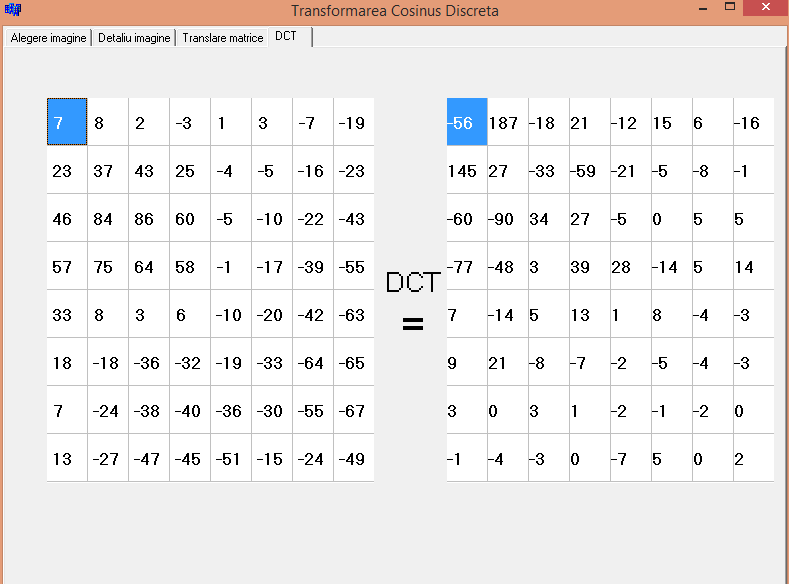 Transformarea Cosinus Discreta
Alegere imagine Detaliu imagine Translare matrice DCT
7 8 2 -3 1 3 -7 -19 -56 187 -18 21 -12 15 6 -16
23 37 43 25 -4 -5 -16 -23 145 27 -33 -59 -21 -5 -8 -1
46 84 86 60 -5 -10 -22 -43 -60 -90 34 27 -5 0 5 5
57 75 64 58 -1 -17 -39 -55 -77 -48 3 39 28 -14 5 14
DCT
=
33 8 3 6 -10 -20 -42 -63 7 -14 5 13 1 8 -4 -3
18 -18 -36 -32 -19 -33 -64 -65 9 21 -8 -7 -2 -5 -4 -3
7 -24 -38 -40 -36 -30 -55 -67 3 0 3 1 -2 -1 -2 0
13 -27 -47 -45 -51 -15 -24 -49 -1 -4 -3 0 -7 5 0 2